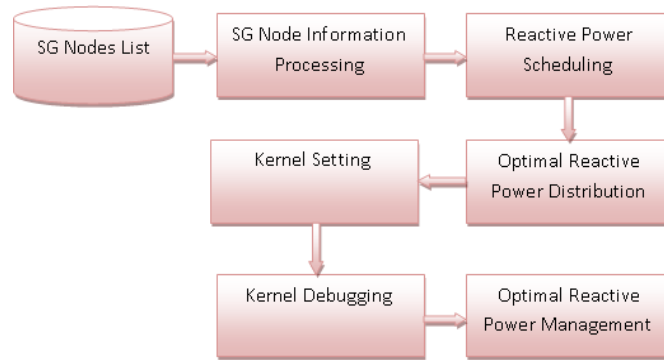 SG Nodes List
SG Node Information
Processing
Reactive Power
Scheduling
Kernel Setting
Optimal Reactive
Power Distribution
Kernel Debugging
Optimal Reactive
Power Management